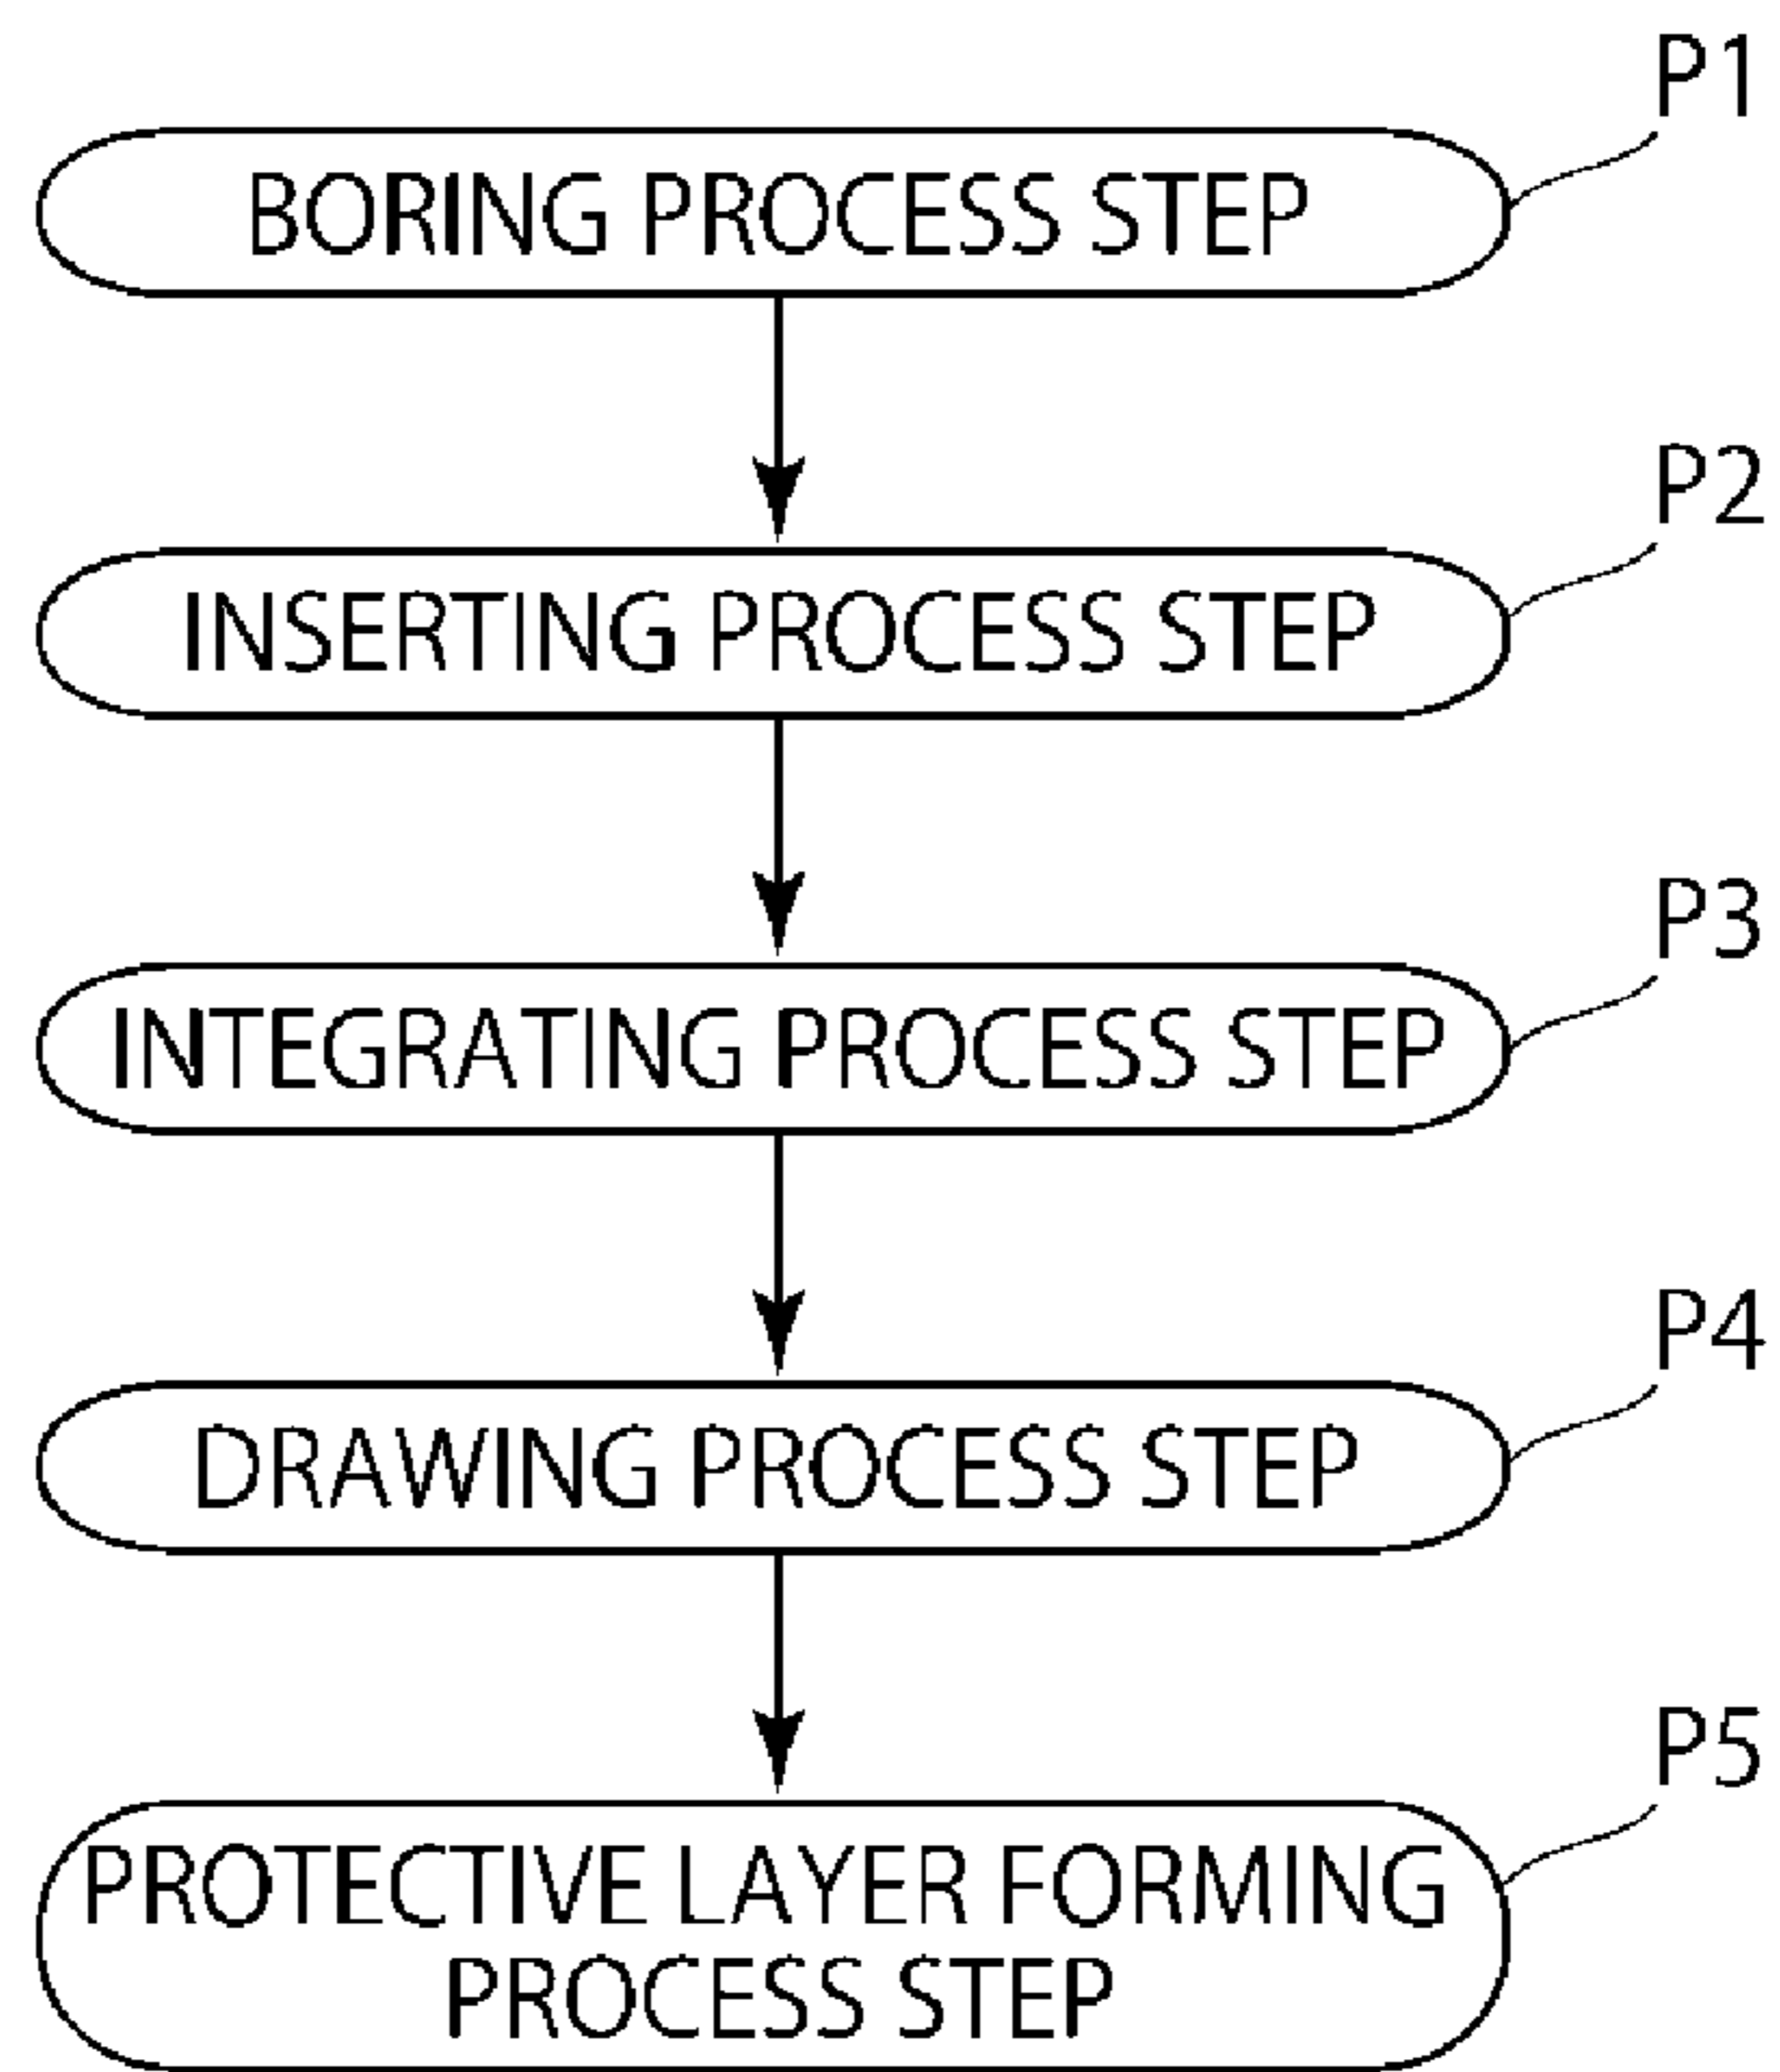 P1
BORING PROCESS STEP
P2
INSERTING PROCESS STEP
P3
INTEGRATING PROCESS STEP
P4
DRAWING PROCESS STEP
P5
PROTECTIVE LAYER FORMING
PROCESS STEP